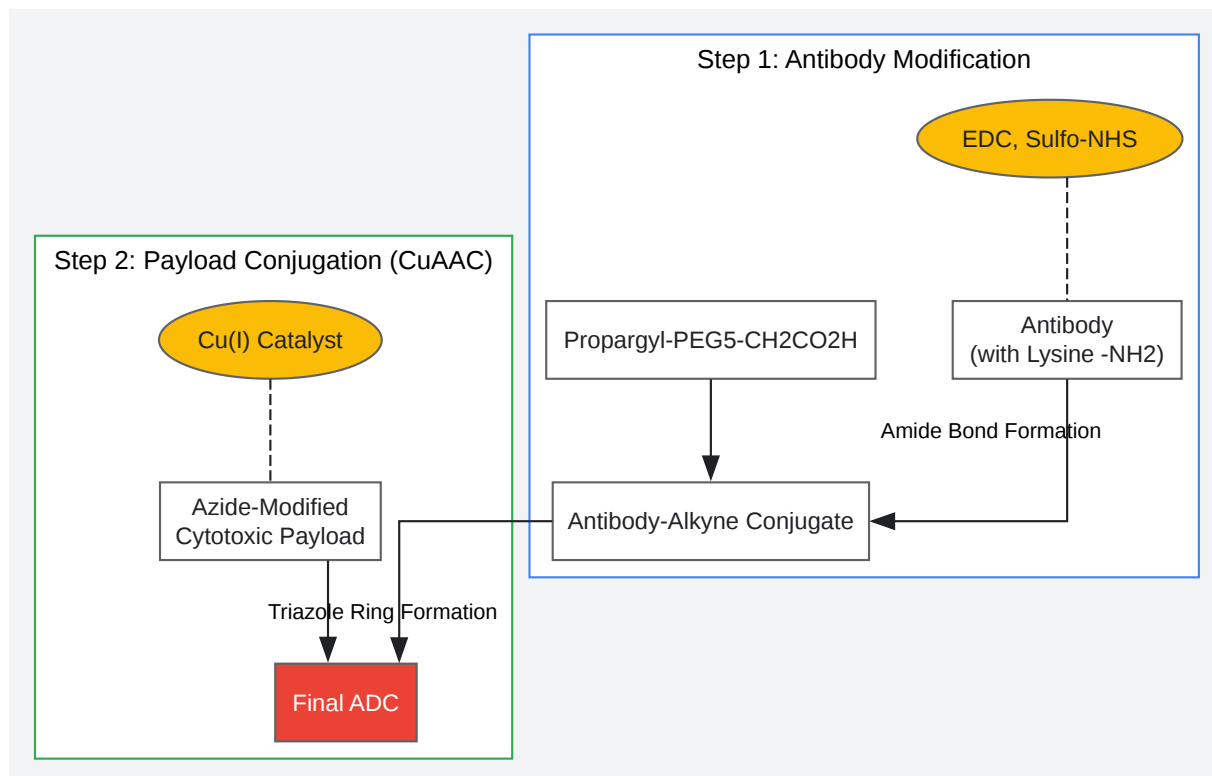 Step 1: Antibody Modification
EDC, Sulfo-NHS
Propargyl-PEG5-CH2CO2H
Antibody
(with Lysine -NH2)
Amide Bond Formation
Antibody-Alkyne Conjugate
Step 2: Payload Conjugation (CuAAC)
Cu(I) Catalyst
Azide-Modified
Cytotoxic Payload
Triazole Ring Formation
Final ADC